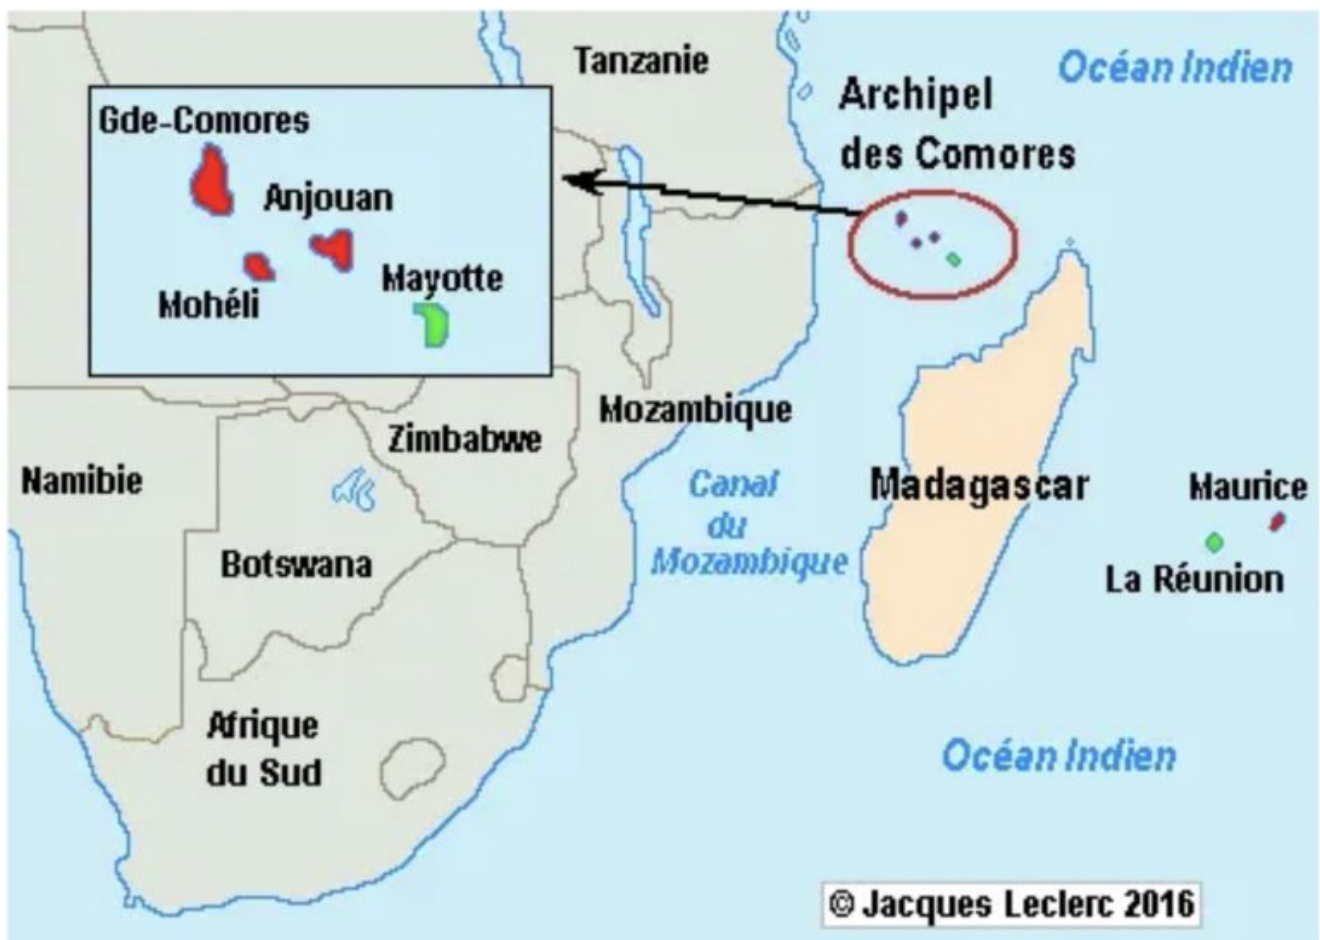 Tanzanie
Océan Indien
Archipel
des Comores
Gde-Comores
Anjouan
Mohéli
Mayotte
Mozambique
Zimbabwe
Namibie
Botswana
Canal
du
Mozambique
Madagascar
Maurice
La Réunion
Afrique
du Sud
Océan Indien
© Jacques Leclerc 2016